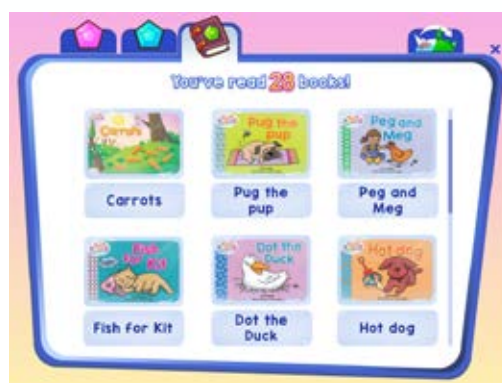 You've read 28 books!
Carrots
Pug the
pup
Peg and
Meg
Carrots
Pug the
pup
Peg and
Meg
Fish
for Kit
Dot the
Duck
Hot dog
Fish for Kit
Dot the
Duck
Hot dog